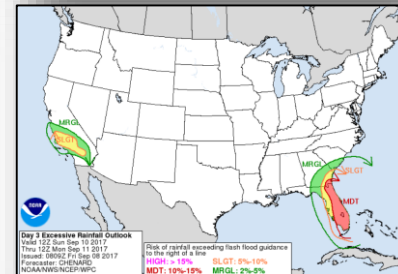 MRGL
SLGT
MRGL
SLGT
MDT
NOAA
Day 3 Excessive Rainfall Outlook
Valid 12Z Sun Sep 10 2017
Thru 12Z Mon Sep 11 2017
Issued: 0809Z Fri Sep 08 2017
Forecaster: CHENARD
NOAA/NWS/NCEP/WPC
Risk of rainfall exceeding flash flood guidance
to the right of a line
HIGH: > 15% SLGT: 5%-10%
MDT: 10%-15% MRGL: 2%-5%